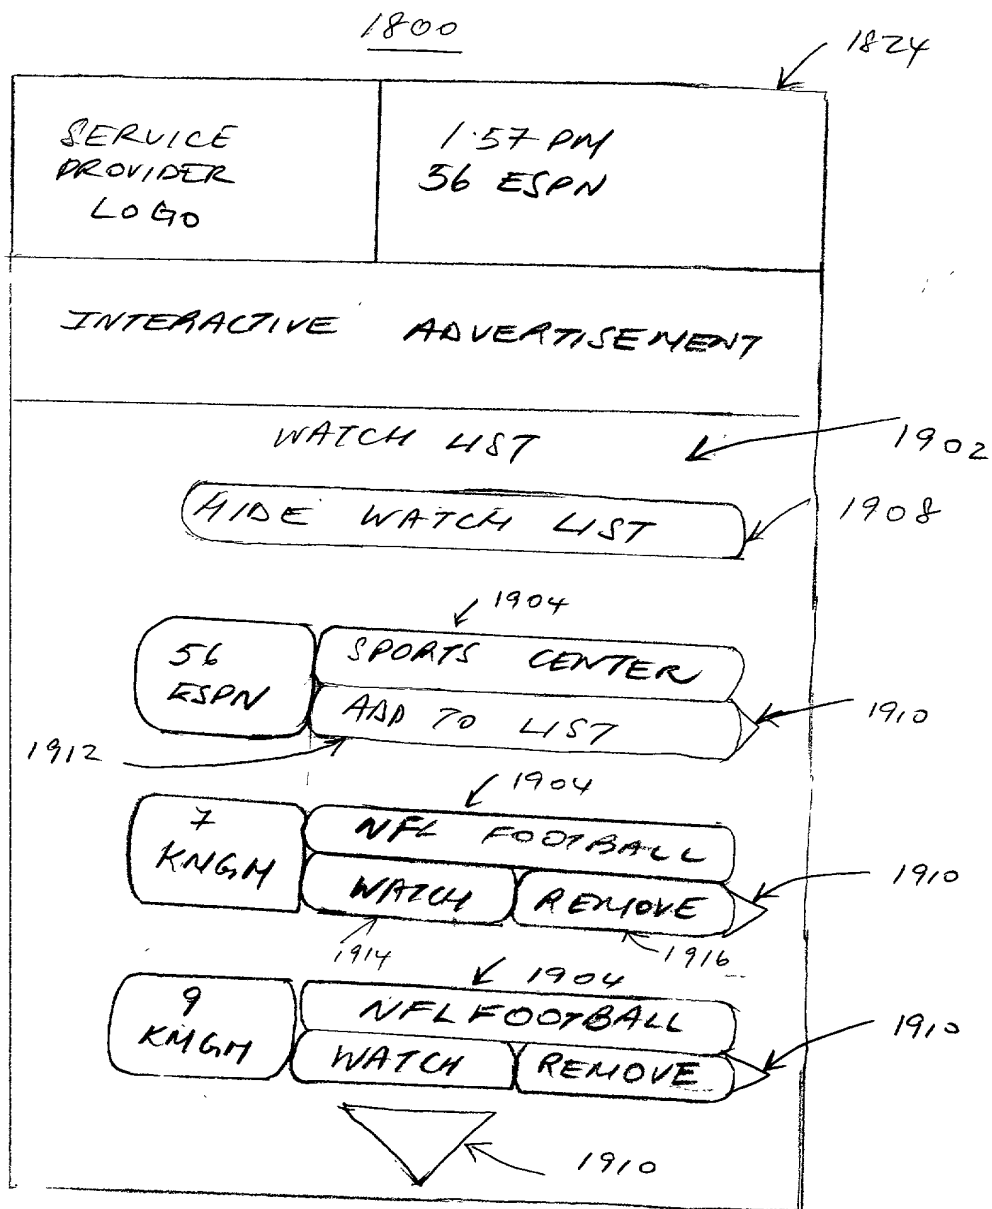 1800
1824
SERVICE
PROVIDER
LOGO
1:57 PM
56 ESPN
INTERACTIVE ADVERTISEMENT
WATCH LIST
1902
HIDE WATCH LIST
1908
1904
56
ESPN
SPORTS CENTER
ADD TO LIST
1910
1912
1904
7
KNGM
NFL FOOTBALL
WATCH
REMOVE
1910
1914
1916
1904
9
KMGM
NFL FOOTBALL
WATCH
REMOVE
1910
1910